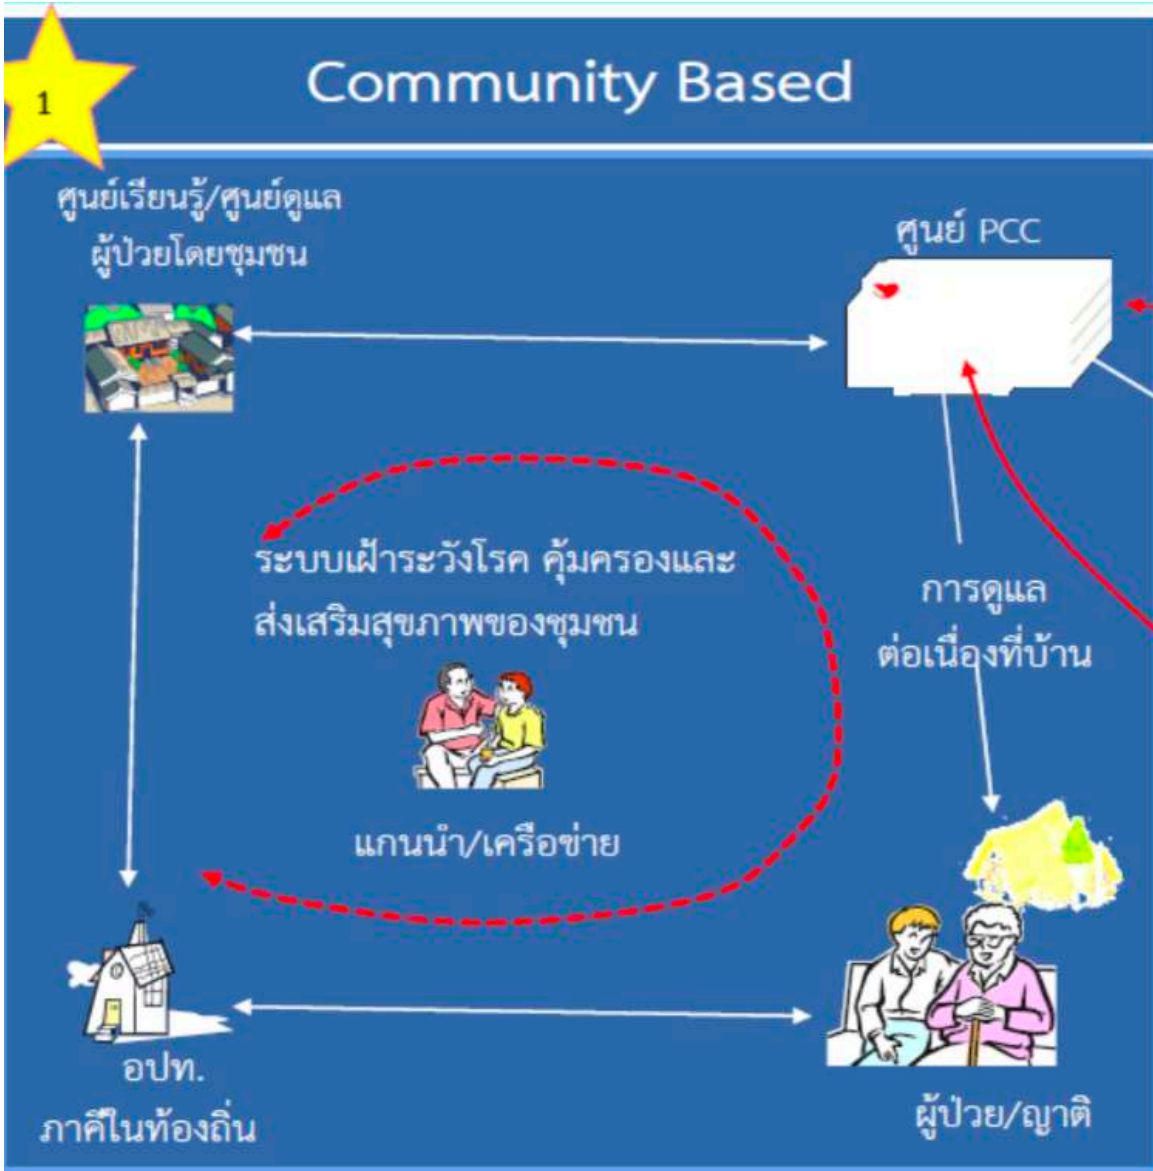 1
Community Based
ศูนย์เรียนรู้/ศูนย์ดูแล
ผู้ป่วยโดยชุมชน
ศูนย์ PCC
ระบบเฝ้าระวังโรค คุ้มครองและ
ส่งเสริมสุขภาพของชุมชน
การดูแล
ต่อเนื่องที่บ้าน
แกนนำ/เครือข่าย
อปท.
ภาคีในท้องถิ่น
ผู้ป่วย/ญาติ